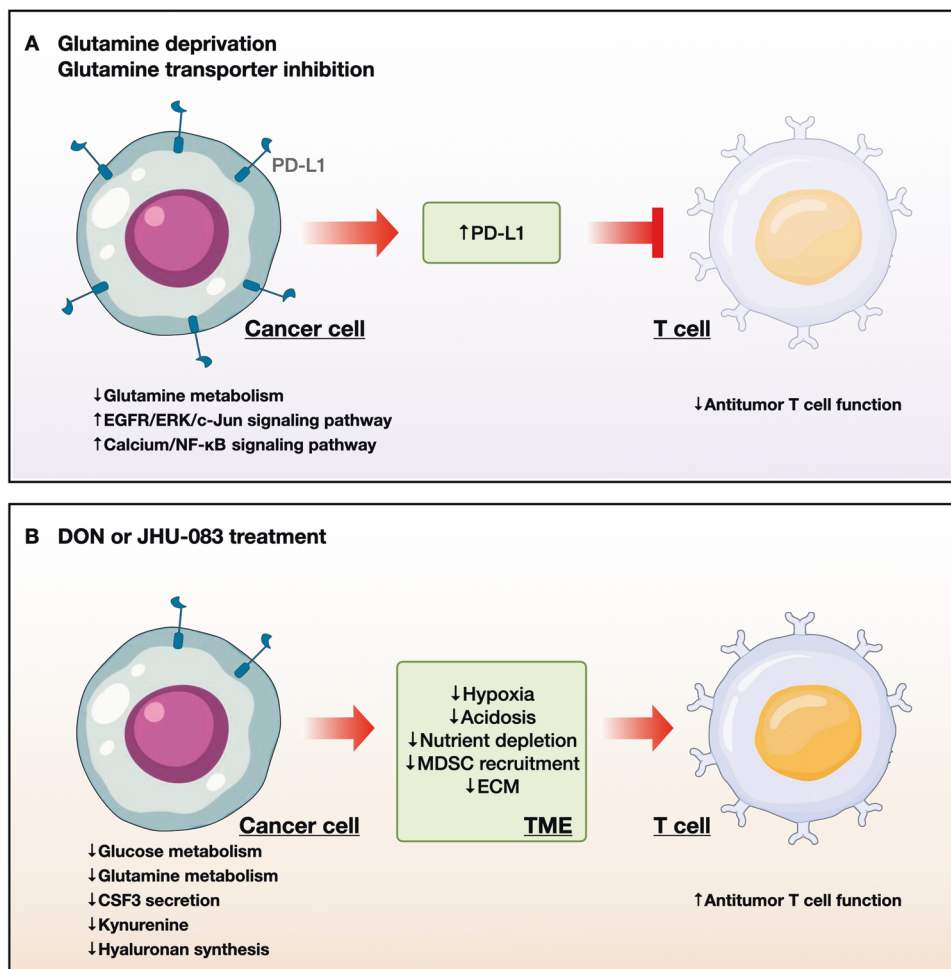 A Glutamine deprivation
Glutamine transporter inhibition
PD-L1
↑PD-L1
Cancer cell
T cell
↓Glutamine metabolism
↑EGFR/ERK/c-Jun signaling pathway
↑Calcium/NF-κB signaling pathway
↓Antitumor T cell function
B DON or JHU-083 treatment
↓Hypoxia
↓Acidosis
↓Nutrient depletion
↓MDSC recruitment
↓ECM
TME
Cancer cell
T cell
↓Glucose metabolism
↓Glutamine metabolism
↓CSF3 secretion
↓Kynurenine
↓Hyaluronan synthesis
↑Antitumor T cell function